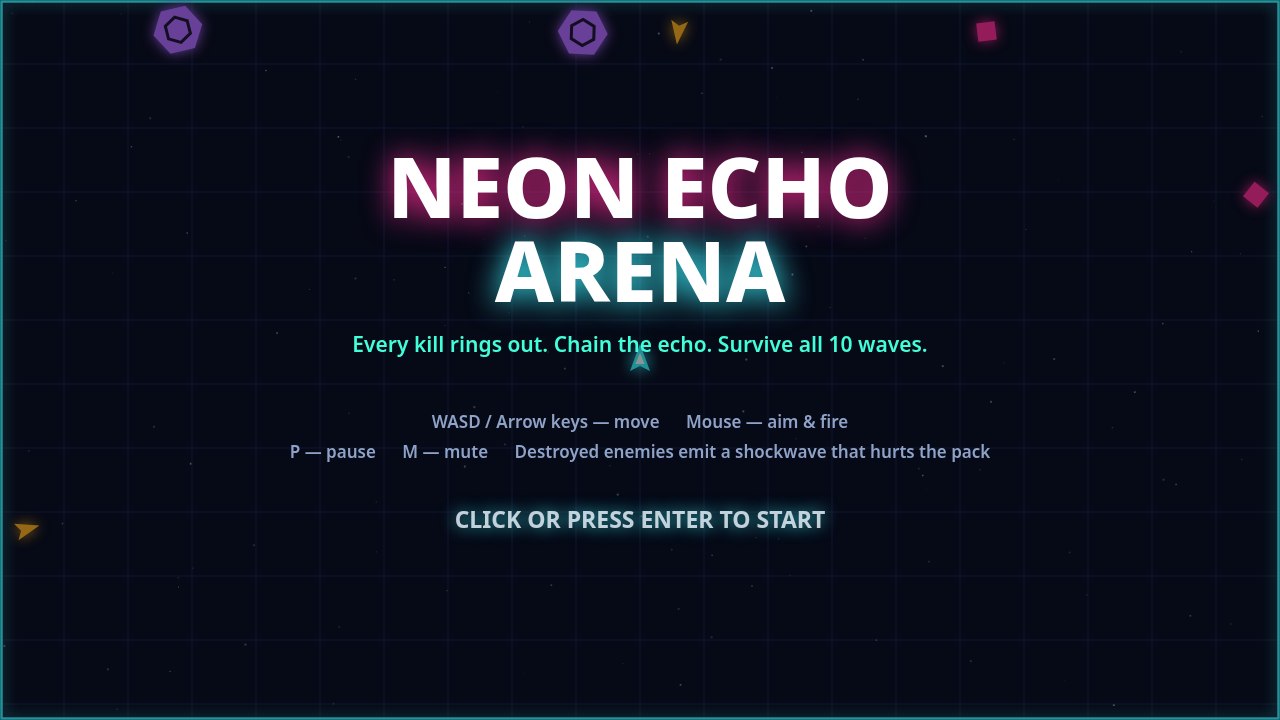 NEON ECHO
ARENA
Every kill rings out. Chain the echo. Survive all 10 waves.
WASD / Arrow keys — move Mouse — aim & fire
P — pause M — mute Destroyed enemies emit a shockwave that hurts the pack
CLICK OR PRESS ENTER TO START